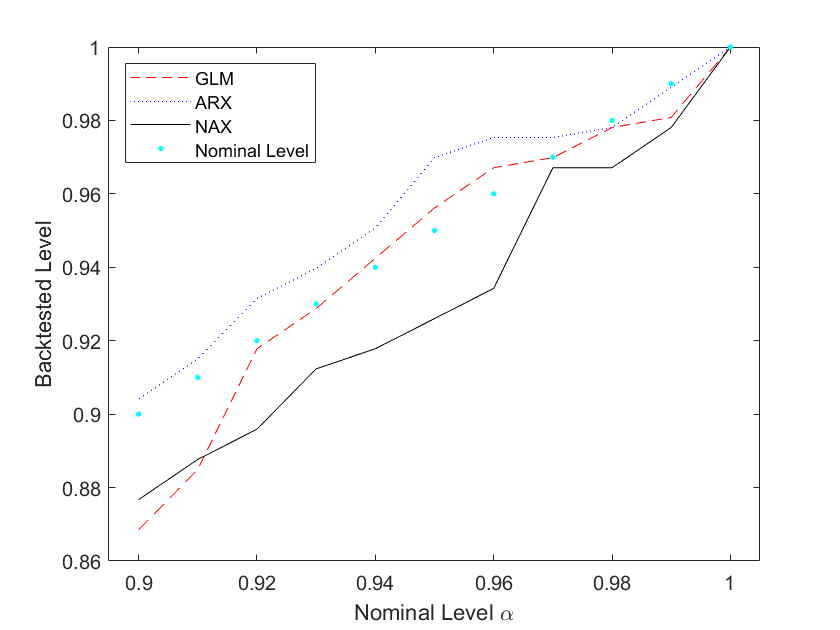 1
0.98
0.96
0.94
0.92
0.9
0.88
0.86
Backtested Level
GLM
ARX
NAX
Nominal Level
0.9 0.92 0.94 0.96 0.98 1
Nominal Level α